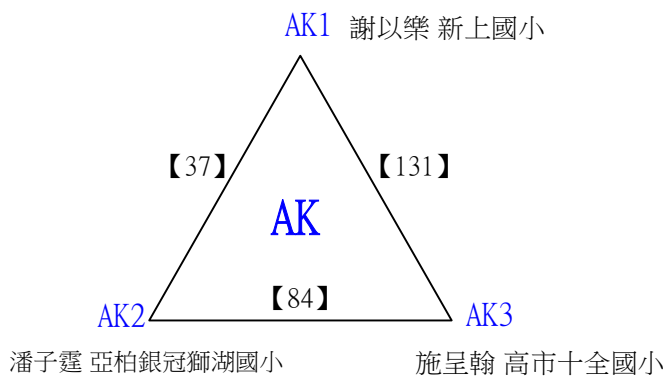 AK1 謝以樂 新上國小
【37】 【131】
AK
【84】
AK2 AK3
潘子霆 亞柏銀冠獅湖國小 施呈翰 高市十全國小